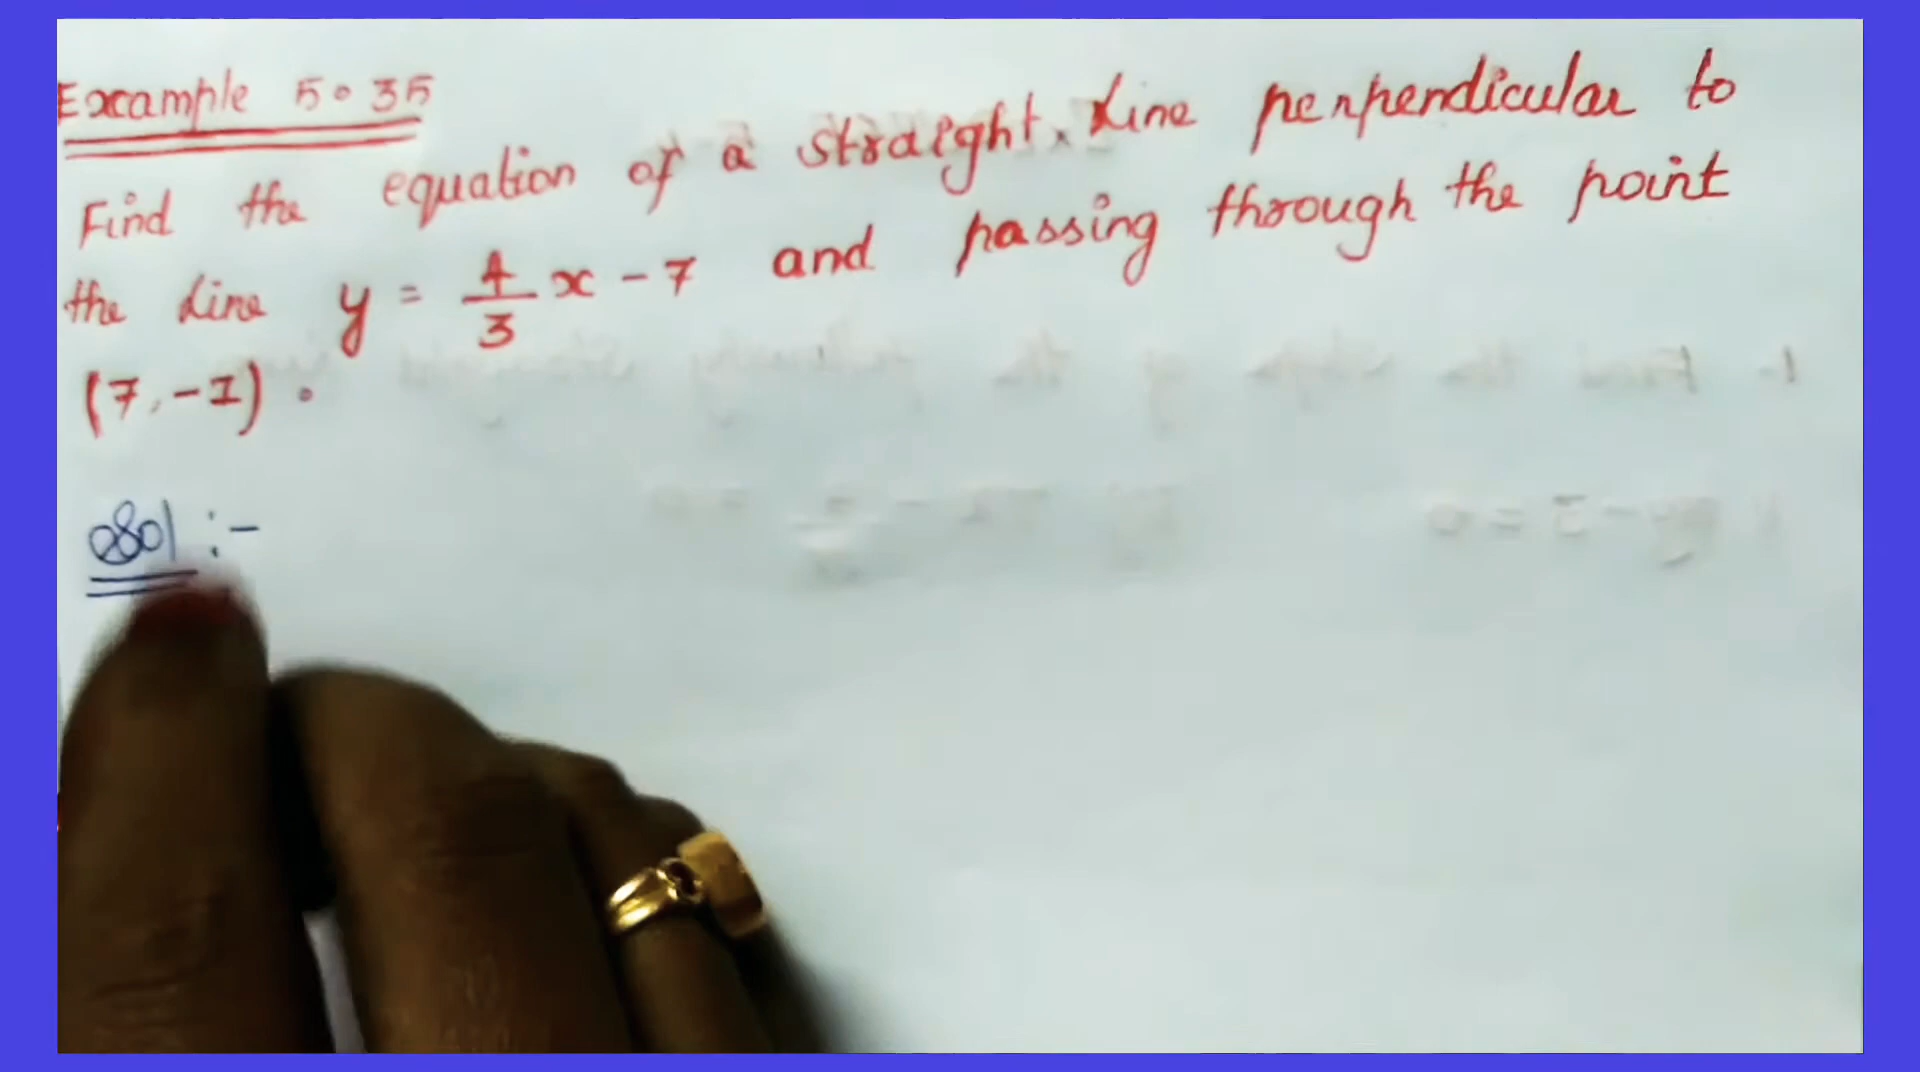 Example 5.35
Find the equation of a straight Line perpendicular to
the Line y = 4/3 x - 7 and passing through the point
(7, -1).
Sol :-